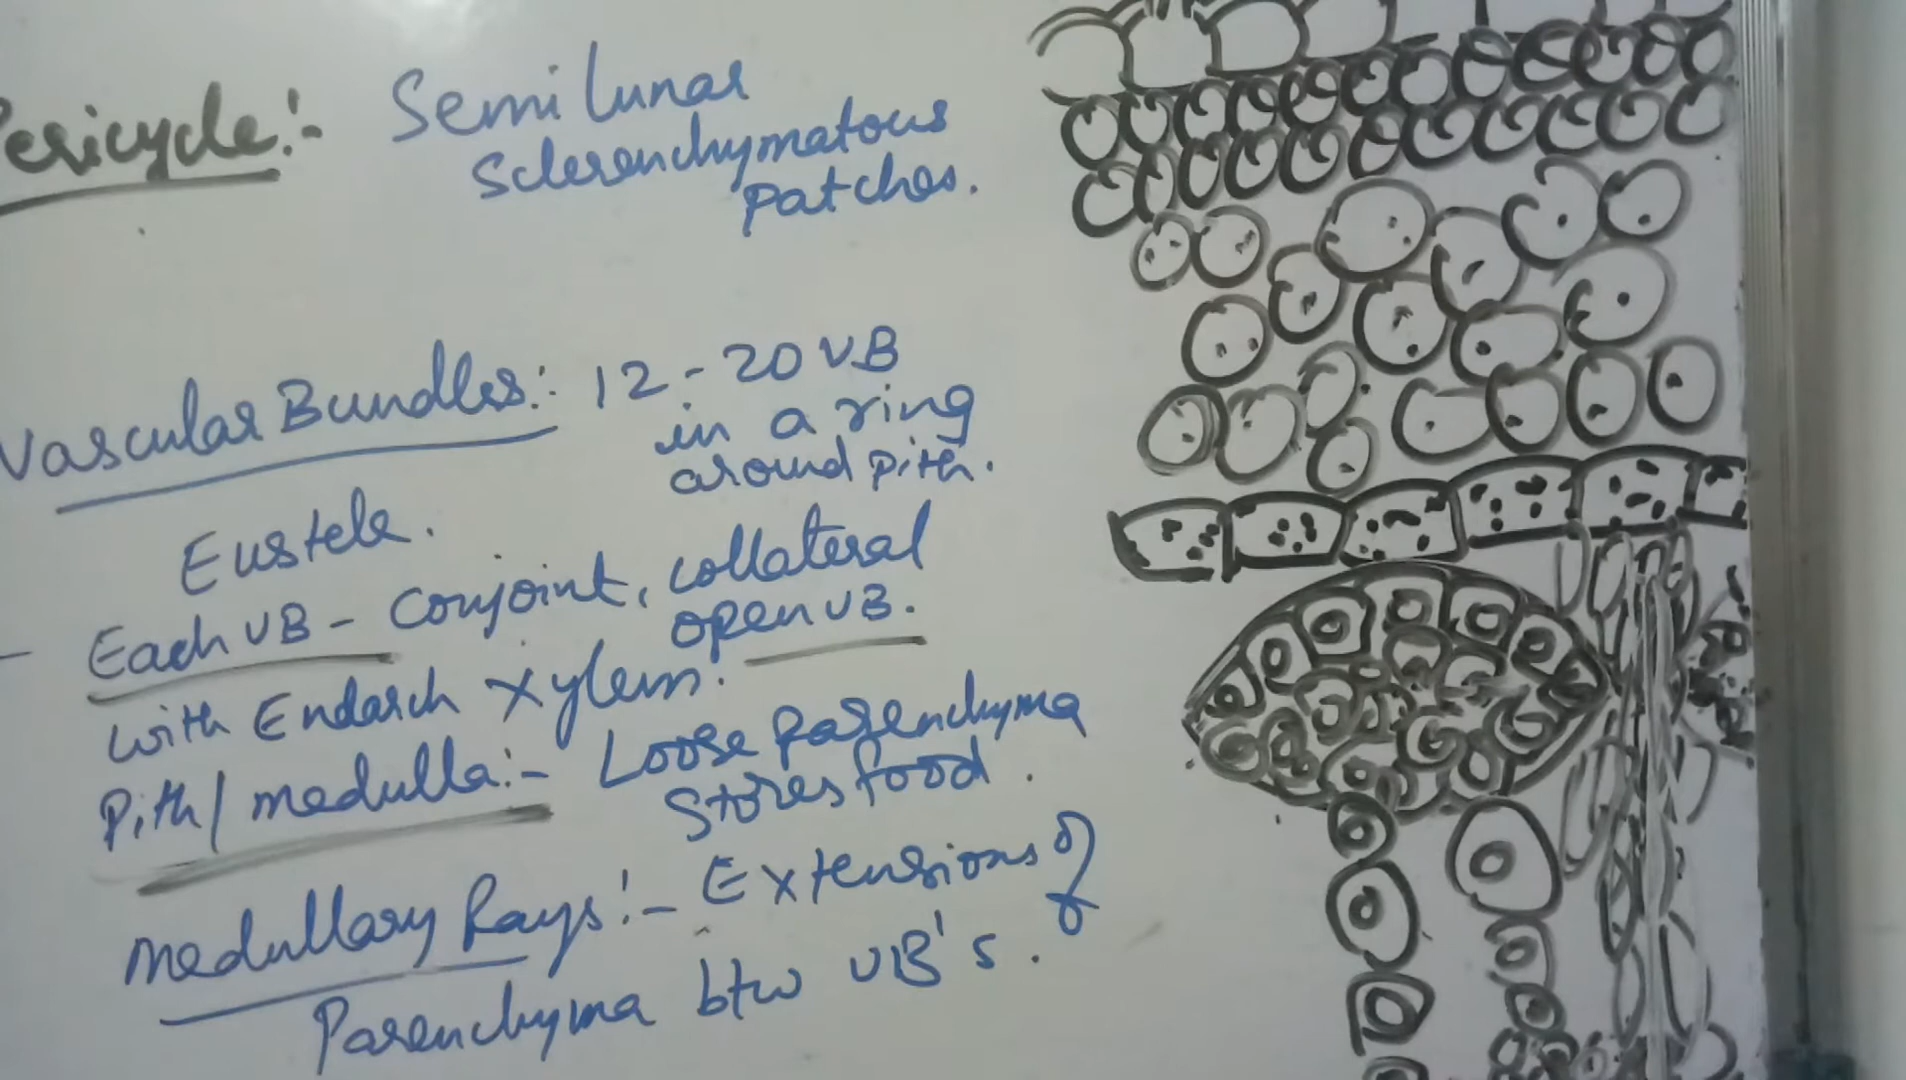 Pericycle:- Semi lunar
Sclerenchymatous
patches.
Vascular Bundles:- 12-20 VB
in a ring
around pith.
Eustele.
- Each VB - Conjoint, collateral
open VB.
with Endarch Xylem.
Pith/medulla:- Loose Parenchyma
Stores food.
Medullary Rays:- Extensions of
Parenchyma btw VB's.